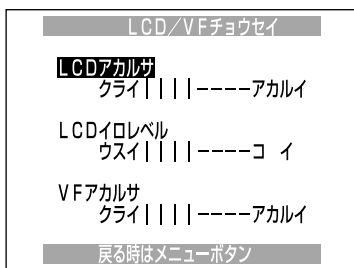 LCD/VFチョウセイ
LCDアカルサ
クライ||||----アカルイ
LCDイロレベル
ウスイ||||----コ イ
VFアカルサ
クライ||||----アカルイ
戻る時はメニューボタン